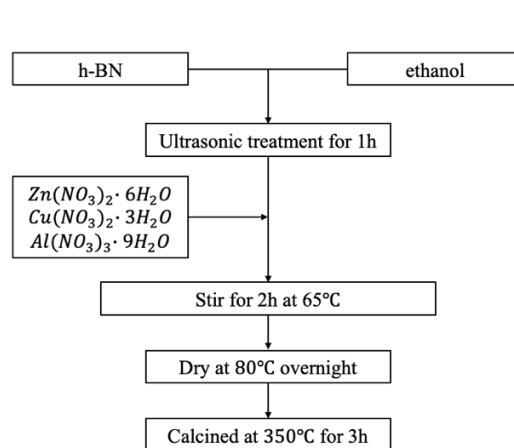 h-BN
ethanol
Ultrasonic treatment for 1h
Zn(NO₃)₂· 6H₂O
Cu(NO₃)₂· 3H₂O
Al(NO₃)₃· 9H₂O
Stir for 2h at 65℃
Dry at 80℃ overnight
Calcined at 350℃ for 3h